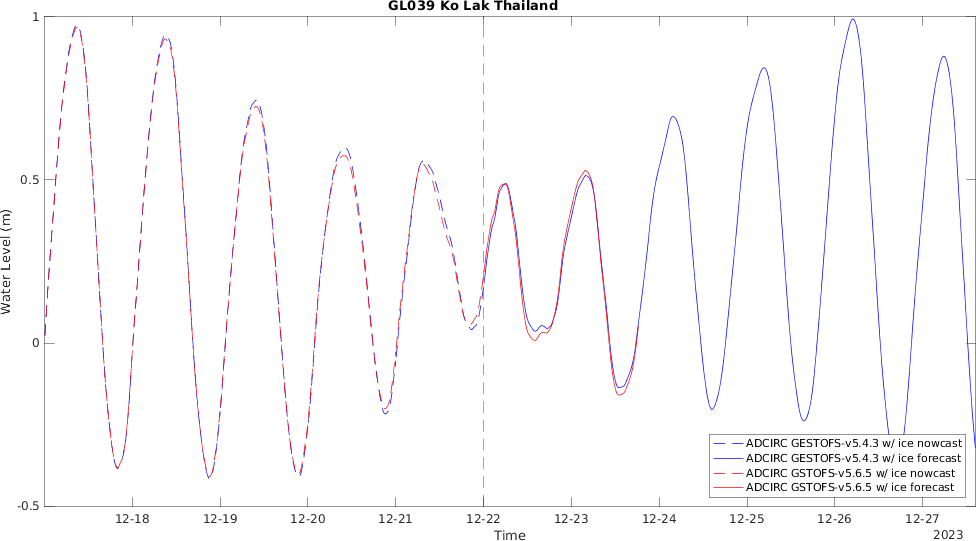 GL039 Ko Lak Thailand
1
0.5
0
-0.5
Water Level (m)
ADCIRC GESTOFS-v5.4.3 w/ ice nowcast
ADCIRC GESTOFS-v5.4.3 w/ ice forecast
ADCIRC GSTOFS-v5.6.5 w/ ice nowcast
ADCIRC GSTOFS-v5.6.5 w/ ice forecast
12-18 12-19 12-20 12-21 12-22 12-23 12-24 12-25 12-26 12-27
Time
2023